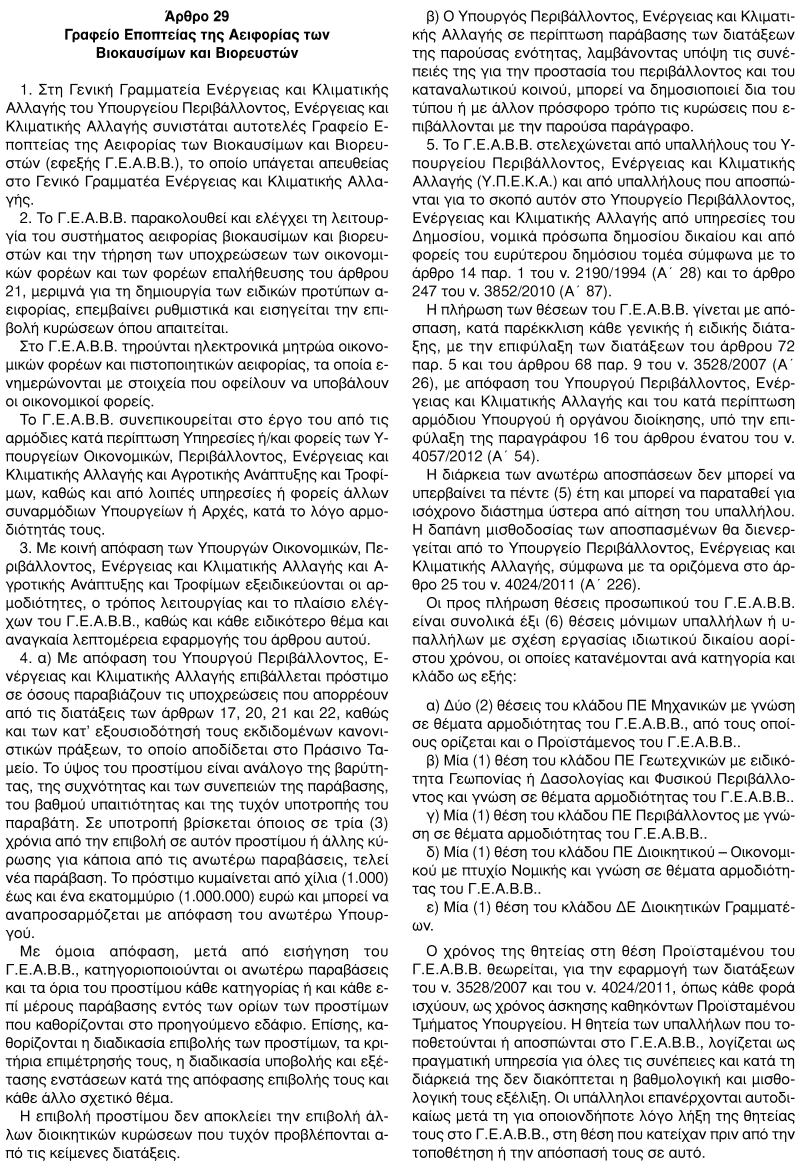 Άρθρο 29
Γραφείο Εποπτείας της Αειφορίας των
Βιοκαυσίμων και Βιορευστών
1. Στη Γενική Γραμματεία Ενέργειας και Κλιματικής
Αλλαγής του Υπουργείου Περιβάλλοντος, Ενέργειας και
Κλιματικής Αλλαγής συνιστάται αυτοτελές Γραφείο Ε-
ποπτείας της Αειφορίας των Βιοκαυσίμων και Βιορευ-
στών (εφεξής Γ.Ε.Α.Β.Β.), το οποίο υπάγεται απευθείας
στο Γενικό Γραμματέα Ενέργειας και Κλιματικής Αλλα-
γής.
2. Το Γ.Ε.Α.Β.Β. παρακολουθεί και ελέγχει τη λειτουρ-
γία του συστήματος αειφορίας βιοκαυσίμων και βιορευ-
στών και την τήρηση των υποχρεώσεων των οικονομι-
κών φορέων και των φορέων επαλήθευσης του άρθρου
21, μεριμνά για τη δημιουργία των ειδικών προτύπων α-
ειφορίας, επεμβαίνει ρυθμιστικά και εισηγείται την επι-
βολή κυρώσεων όπου απαιτείται.
Στο Γ.Ε.Α.Β.Β. τηρούνται ηλεκτρονικά μητρώα οικονο-
μικών φορέων και πιστοποιητικών αειφορίας, τα οποία ε-
νημερώνονται με στοιχεία που οφείλουν να υποβάλουν
οι οικονομικοί φορείς.
Το Γ.Ε.Α.Β.Β. συνεπικουρείται στο έργο του από τις
αρμόδιες κατά περίπτωση Υπηρεσίες ή/και φορείς των Υ-
πουργείων Οικονομικών, Περιβάλλοντος, Ενέργειας και
Κλιματικής Αλλαγής και Αγροτικής Ανάπτυξης και Τροφί-
μων, καθώς και από λοιπές υπηρεσίες ή φορείς άλλων
συναρμόδιων Υπουργείων ή Αρχές, κατά το λόγο αρμο-
διότητάς τους.
3. Με κοινή απόφαση των Υπουργών Οικονομικών, Πε-
ριβάλλοντος, Ενέργειας και Κλιματικής Αλλαγής και Α-
γροτικής Ανάπτυξης και Τροφίμων εξειδικεύονται οι αρ-
μοδιότητες, ο τρόπος λειτουργίας και το πλαίσιο ελέγ-
χων του Γ.Ε.Α.Β.Β., καθώς και κάθε ειδικότερο θέμα και
αναγκαία λεπτομέρεια εφαρμογής του άρθρου αυτού.
4. α) Με απόφαση του Υπουργού Περιβάλλοντος, Ε-
νέργειας και Κλιματικής Αλλαγής επιβάλλεται πρόστιμο
σε όσους παραβιάζουν τις υποχρεώσεις που απορρέουν
από τις διατάξεις των άρθρων 17, 20, 21 και 22, καθώς
και των κατ' εξουσιοδότησή τους εκδιδομένων κανονι-
στικών πράξεων, το οποίο αποδίδεται στο Πράσινο Τα-
μείο. Το ύψος του προστίμου είναι ανάλογο της βαρύτη-
τας, της συχνότητας και των συνεπειών της παράβασης,
του βαθμού υπαιτιότητας και της τυχόν υποτροπής του
παραβάτη. Σε υποτροπή βρίσκεται όποιος σε τρία (3)
χρόνια από την επιβολή σε αυτόν προστίμου ή άλλης κύ-
ρωσης για κάποια από τις ανωτέρω παραβάσεις, τελεί
νέα παράβαση. Το πρόστιμο κυμαίνεται από χίλια (1.000)
έως και ένα εκατομμύριο (1.000.000) ευρώ και μπορεί να
αναπροσαρμόζεται με απόφαση του ανωτέρω Υπουρ-
γού.
Με όμοια απόφαση, μετά από εισήγηση του
Γ.Ε.Α.Β.Β., κατηγοριοποιούνται οι ανωτέρω παραβάσεις
και τα όρια του προστίμου κάθε κατηγορίας ή και κάθε ε-
πί μέρους παράβασης εντός των ορίων των προστίμων
που καθορίζονται στο προηγούμενο εδάφιο. Επίσης, κα-
θορίζονται η διαδικασία επιβολής των προστίμων, τα κρι-
τήρια επιμέτρησής τους, η διαδικασία υποβολής και εξέ-
τασης ενστάσεων κατά της απόφασης επιβολής τους και
κάθε άλλο σχετικό θέμα.
Η επιβολή προστίμου δεν αποκλείει την επιβολή άλ-
λων διοικητικών κυρώσεων που τυχόν προβλέπονται α-
πό τις κείμενες διατάξεις.
β) Ο Υπουργός Περιβάλλοντος, Ενέργειας και Κλιματι-
κής Αλλαγής σε περίπτωση παράβασης των διατάξεων
της παρούσας ενότητας, λαμβάνοντας υπόψη τις συνέ-
πειές της για την προστασία του περιβάλλοντος και του
καταναλωτικού κοινού, μπορεί να δημοσιοποιεί δια του
τύπου ή με άλλον πρόσφορο τρόπο τις κυρώσεις που ε-
πιβάλλονται με την παρούσα παράγραφο.
5. Το Γ.Ε.Α.Β.Β. στελεχώνεται από υπαλλήλους του Υ-
πουργείου Περιβάλλοντος, Ενέργειας και Κλιματικής
Αλλαγής (Υ.Π.Ε.Κ.Α.) και από υπαλλήλους που αποσπώ-
νται για το σκοπό αυτόν στο Υπουργείο Περιβάλλοντος,
Ενέργειας και Κλιματικής Αλλαγής από υπηρεσίες του
Δημοσίου, νομικά πρόσωπα δημοσίου δικαίου και από
φορείς του ευρύτερου δημόσιου τομέα σύμφωνα με το
άρθρο 14 παρ. 1 του ν. 2190/1994 (Α΄ 28) και το άρθρο
247 του ν. 3852/2010 (Α΄ 87).
Η πλήρωση των θέσεων του Γ.Ε.Α.Β.Β. γίνεται με από-
σπαση, κατά παρέκκλιση κάθε γενικής ή ειδικής διάτα-
ξης, με την επιφύλαξη των διατάξεων του άρθρου 72
παρ. 5 και του άρθρου 68 παρ. 9 του ν. 3528/2007 (Α΄
26), με απόφαση του Υπουργού Περιβάλλοντος, Ενέρ-
γειας και Κλιματικής Αλλαγής και του κατά περίπτωση
αρμόδιου Υπουργού ή οργάνου διοίκησης, υπό την επι-
φύλαξη της παραγράφου 16 του άρθρου ένατου του ν.
4057/2012 (Α΄ 54).
Η διάρκεια των ανωτέρω αποσπάσεων δεν μπορεί να
υπερβαίνει τα πέντε (5) έτη και μπορεί να παραταθεί για
ισόχρονο διάστημα ύστερα από αίτηση του υπαλλήλου.
Η δαπάνη μισθοδοσίας των αποσπασμένων θα διενερ-
γείται από το Υπουργείο Περιβάλλοντος, Ενέργειας και
Κλιματικής Αλλαγής, σύμφωνα με τα οριζόμενα στο άρ-
θρο 25 του ν. 4024/2011 (Α΄ 226).
Οι προς πλήρωση θέσεις προσωπικού του Γ.Ε.Α.Β.Β.
είναι συνολικά έξι (6) θέσεις μόνιμων υπαλλήλων ή υ-
παλλήλων με σχέση εργασίας ιδιωτικού δικαίου αορί-
στου χρόνου, οι οποίες κατανέμονται ανά κατηγορία και
κλάδο ως εξής:
α) Δύο (2) θέσεις του κλάδου ΠΕ Μηχανικών με γνώση
σε θέματα αρμοδιότητας του Γ.Ε.Α.Β.Β., από τους οποί-
ους ορίζεται και ο Προϊστάμενος του Γ.Ε.Α.Β.Β..
β) Μία (1) θέση του κλάδου ΠΕ Γεωτεχνικών με ειδικό-
τητα Γεωπονίας ή Δασολογίας και Φυσικού Περιβάλλο-
ντος και γνώση σε θέματα αρμοδιότητας του Γ.Ε.Α.Β.Β..
γ) Μία (1) θέση του κλάδου ΠΕ Περιβάλλοντος με γνώ-
ση σε θέματα αρμοδιότητας του Γ.Ε.Α.Β.Β..
δ) Μία (1) θέση του κλάδου ΠΕ Διοικητικού – Οικονομι-
κού με πτυχίο Νομικής και γνώση σε θέματα αρμοδιότη-
τας του Γ.Ε.Α.Β.Β..
ε) Μία (1) θέση του κλάδου ΔΕ Διοικητικών Γραμματέ-
ων.
Ο χρόνος της θητείας στη θέση Προϊσταμένου του
Γ.Ε.Α.Β.Β. θεωρείται, για την εφαρμογή των διατάξεων
του ν. 3528/2007 και του ν. 4024/2011, όπως κάθε φορά
ισχύουν, ως χρόνος άσκησης καθηκόντων Προϊσταμένου
Τμήματος Υπουργείου. Η θητεία των υπαλλήλων που το-
ποθετούνται ή αποσπώνται στο Γ.Ε.Α.Β.Β., λογίζεται ως
πραγματική υπηρεσία για όλες τις συνέπειες και κατά τη
διάρκειά της δεν διακόπτεται η βαθμολογική και μισθο-
λογική τους εξέλιξη. Οι υπάλληλοι επανέρχονται αυτοδι-
καίως μετά τη για οποιονδήποτε λόγο λήξη της θητείας
τους στο Γ.Ε.Α.Β.Β., στη θέση που κατείχαν πριν από την
τοποθέτηση ή την απόσπασή τους σε αυτό.